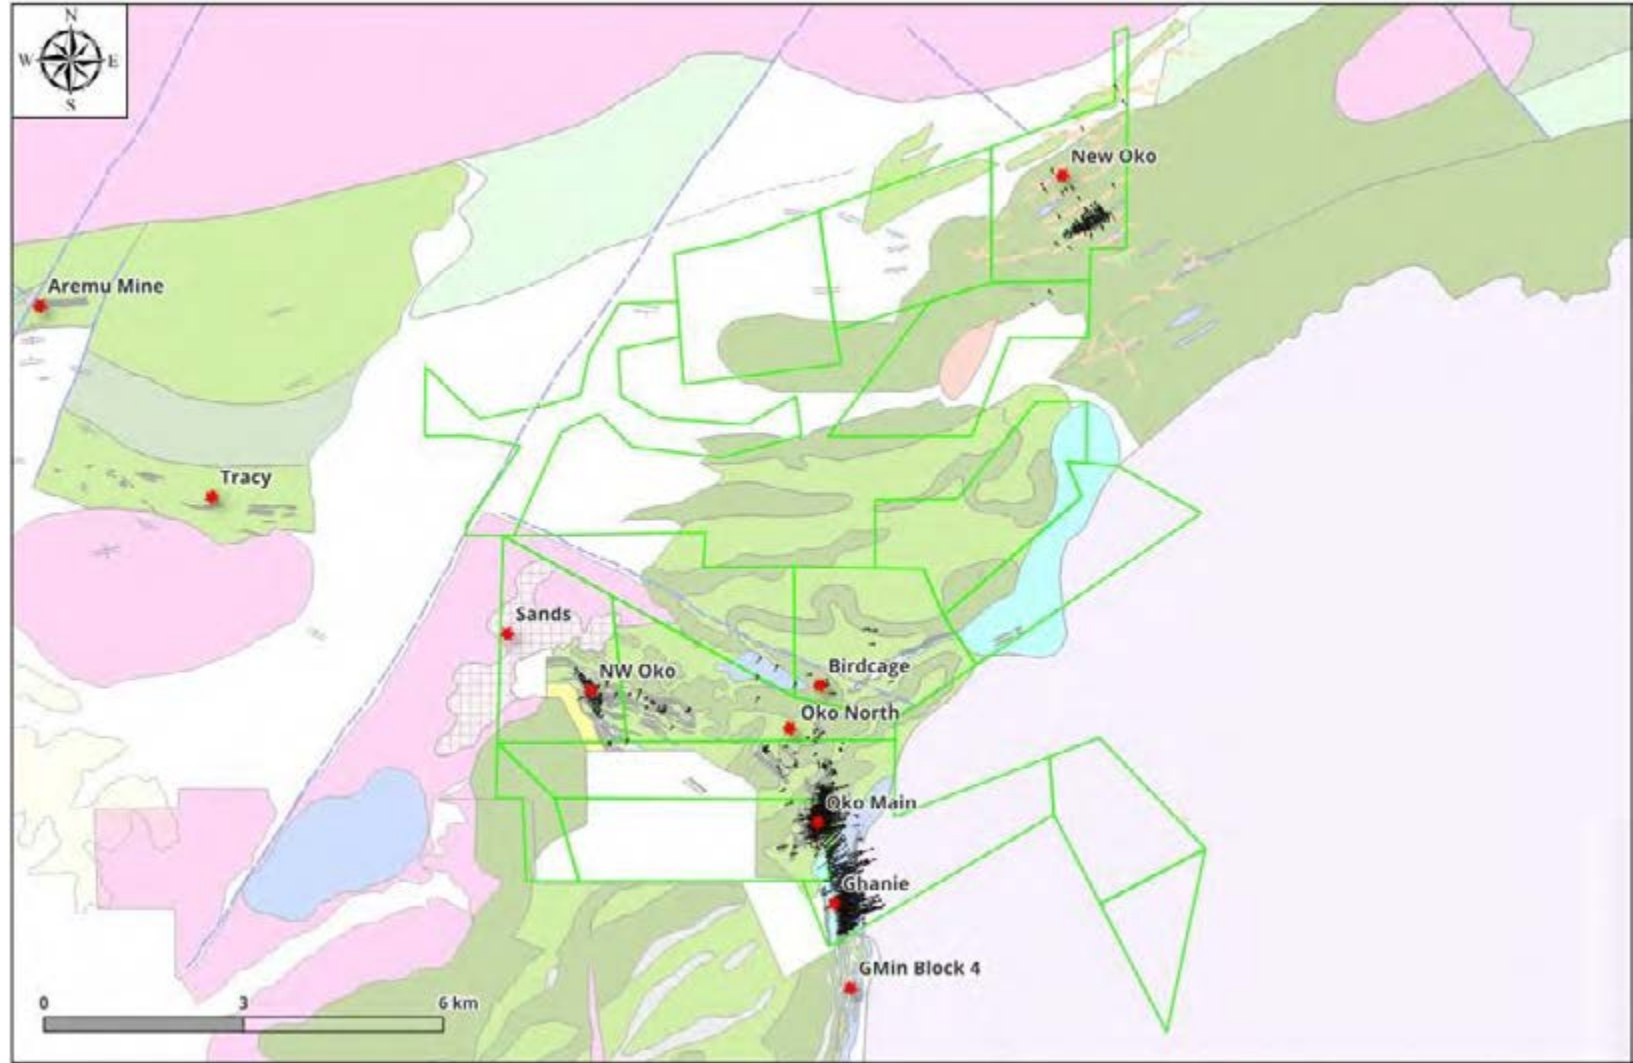 N
W E
S
New Oko
Aremu Mine
Tracy
Sands
NW Oko
Birdcage
Oko North
Oko Main
Ghanie
GMin Block 4
0 3 6 km